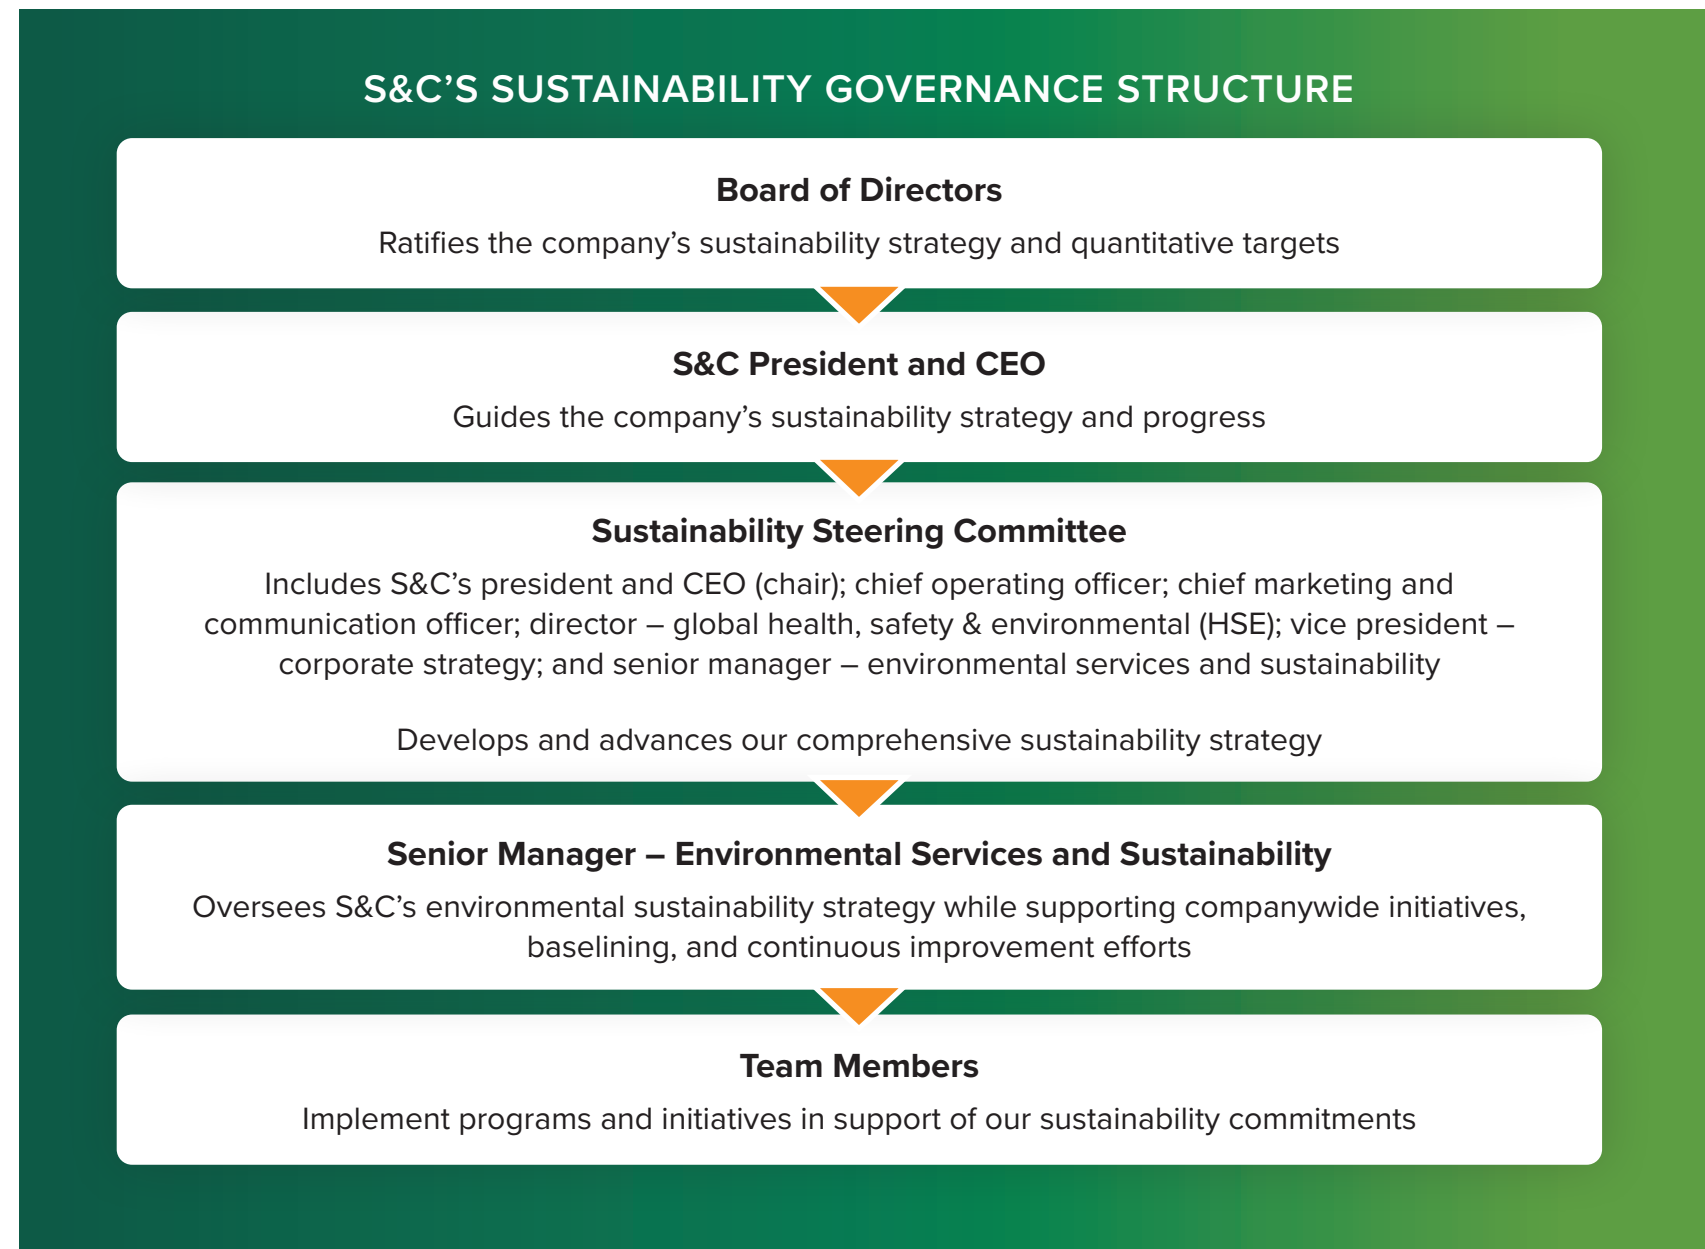 S&C’S SUSTAINABILITY GOVERNANCE STRUCTURE
Board of Directors
Ratifies the company’s sustainability strategy and quantitative targets
S&C President and CEO
Guides the company’s sustainability strategy and progress
Sustainability Steering Committee
Includes S&C’s president and CEO (chair); chief operating officer; chief marketing and
communication officer; director – global health, safety & environmental (HSE); vice president –
corporate strategy; and senior manager – environmental services and sustainability
Develops and advances our comprehensive sustainability strategy
Senior Manager – Environmental Services and Sustainability
Oversees S&C’s environmental sustainability strategy while supporting companywide initiatives,
baselining, and continuous improvement efforts
Team Members
Implement programs and initiatives in support of our sustainability commitments